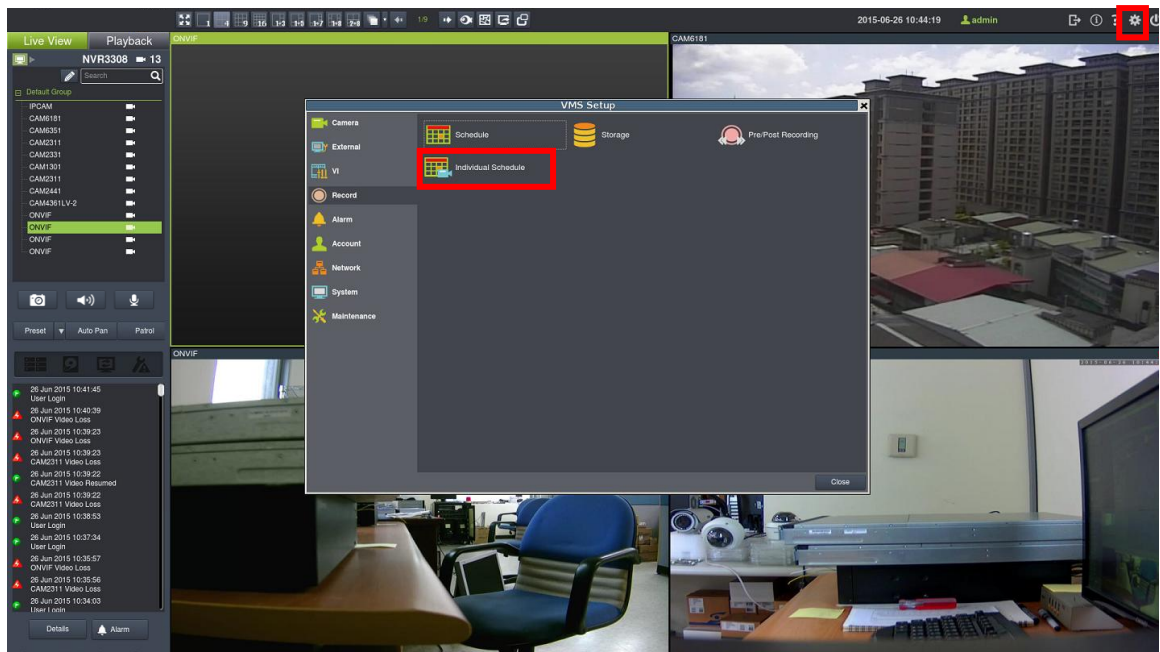 1/9
2015-06-26 10:44:19
admin
Live View
Playback
NVR3308
13
Search
Default Group
IPCAM
CAM6181
CAM6351
CAM2311
CAM2331
CAM1301
CAM2311
CAM2441
CAM4361LV-2
ONVIF
ONVIF
ONVIF
ONVIF
Preset
Auto Pan
Patrol
26 Jun 2015 10:41:45
User Login
26 Jun 2015 10:40:39
ONVIF Video Loss
26 Jun 2015 10:39:23
ONVIF Video Loss
26 Jun 2015 10:39:23
CAM2311 Video Loss
26 Jun 2015 10:39:22
CAM2311 Video Resumed
26 Jun 2015 10:39:22
CAM2311 Video Loss
26 Jun 2015 10:38:53
User Login
26 Jun 2015 10:37:34
User Login
26 Jun 2015 10:35:57
ONVIF Video Loss
26 Jun 2015 10:35:56
CAM2311 Video Loss
26 Jun 2015 10:34:03
User Login
Details
Alarm
ONVIF
CAM6181
ONVIF
VMS Setup
Camera
External
VI
Record
Alarm
Account
Network
System
Maintenance
Schedule
Storage
Pre/Post Recording
Individual Schedule
Close